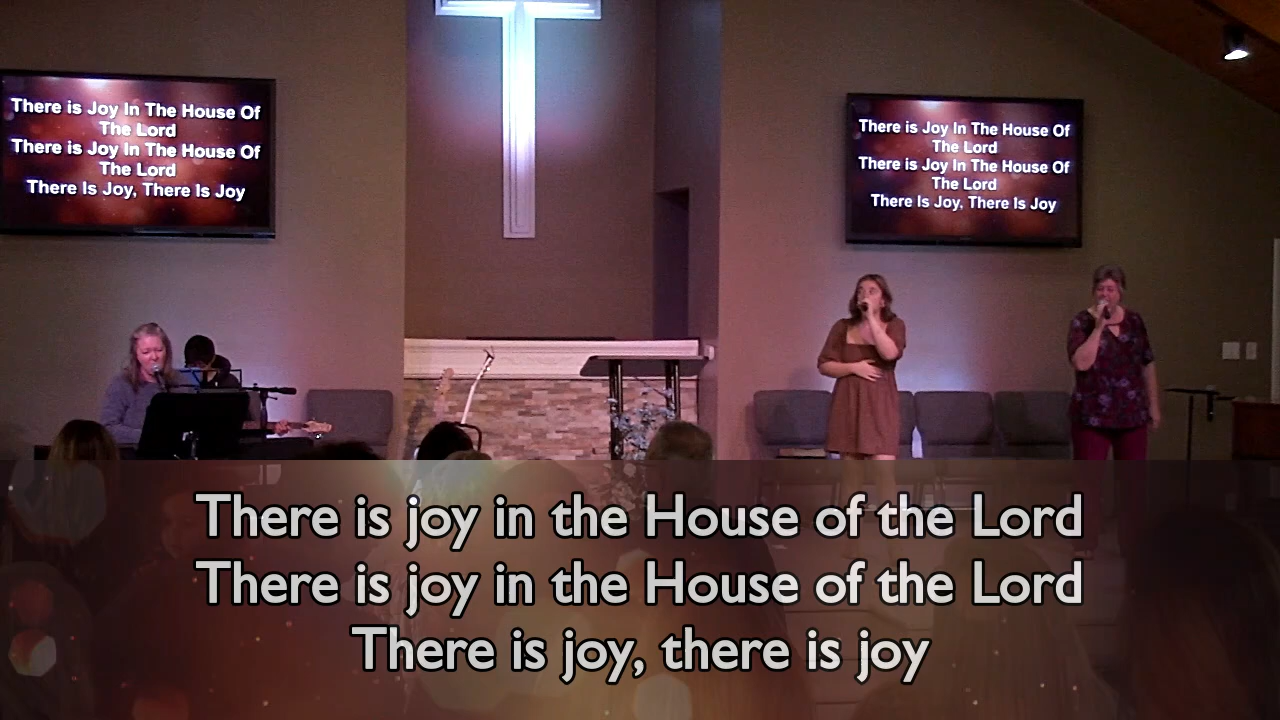 There is Joy In The House Of
The Lord
There is Joy In The House Of
The Lord
There Is Joy, There Is Joy
There is Joy In The House Of
The Lord
There is Joy In The House Of
The Lord
There Is Joy, There Is Joy
There is joy in the House of the Lord
There is joy in the House of the Lord
There is joy, there is joy